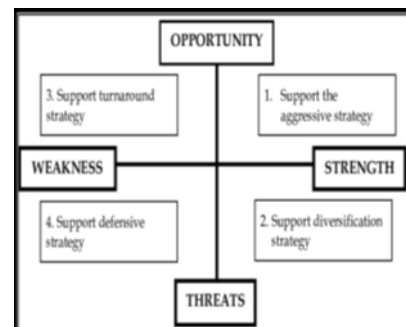 OPPORTUNITY
3. Support turnaround
strategy
1. Support the
aggressive strategy
WEAKNESS
STRENGTH
4. Support defensive
strategy
2. Support diversification
strategy
THREATS